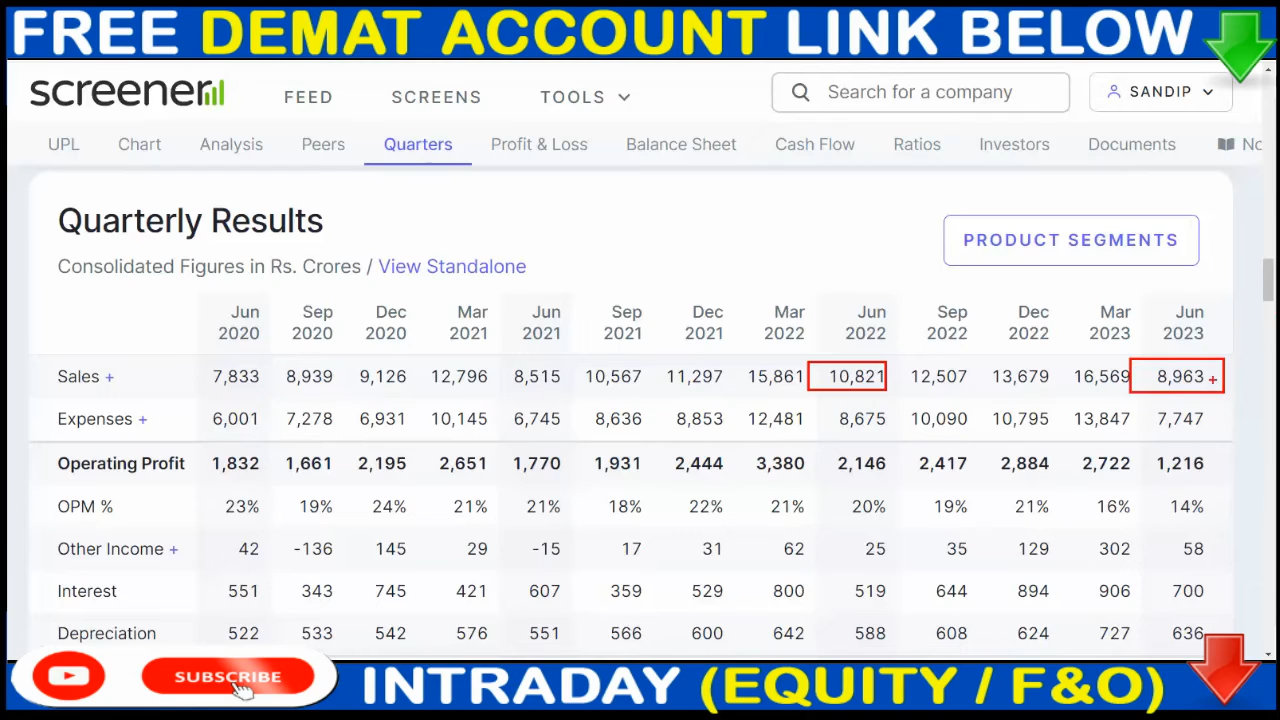 FREE DEMAT ACCOUNT LINK BELOW
screener FEED SCREENS TOOLS Search for a company SANDIP
UPL Chart Analysis Peers Quarters Profit & Loss Balance Sheet Cash Flow Ratios Investors Documents No
Quarterly Results
PRODUCT SEGMENTS
Consolidated Figures in Rs. Crores / View Standalone
Jun Sep Dec Mar Jun Sep Dec Mar Jun Sep Dec Mar Jun
2020 2020 2020 2021 2021 2021 2021 2022 2022 2022 2022 2023 2023
Sales + 7,833 8,939 9,126 12,796 8,515 10,567 11,297 15,861 10,821 12,507 13,679 16,569 8,963 +
Expenses + 6,001 7,278 6,931 10,145 6,745 8,636 8,853 12,481 8,675 10,090 10,795 13,847 7,747
Operating Profit 1,832 1,661 2,195 2,651 1,770 1,931 2,444 3,380 2,146 2,417 2,884 2,722 1,216
OPM % 23% 19% 24% 21% 21% 18% 22% 21% 20% 19% 21% 16% 14%
Other Income + 42 -136 145 29 -15 17 31 62 25 35 129 302 58
Interest 551 343 745 421 607 359 529 800 519 644 894 906 700
Depreciation 522 533 542 576 551 566 600 642 588 608 624 727 636
SUBSCRIBE
INTRADAY (EQUITY / F&O)